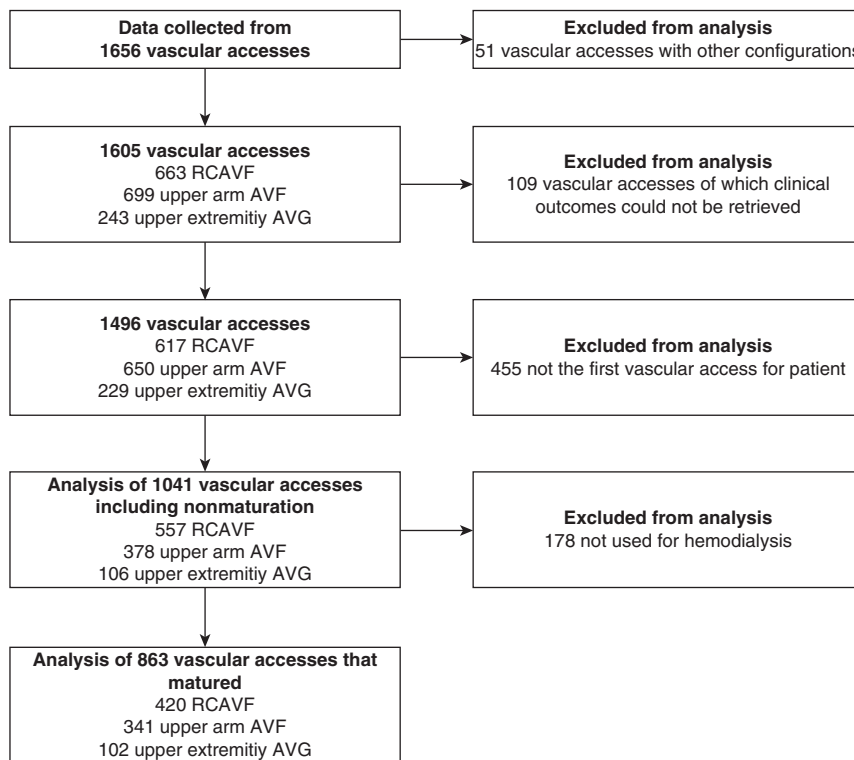 Data collected from
1656 vascular accesses
Excluded from analysis
51 vascular accesses with other configurations
1605 vascular accesses
663 RCAVF
699 upper arm AVF
243 upper extremitiy AVG
Excluded from analysis
109 vascular accesses of which clinical
outcomes could not be retrieved
1496 vascular accesses
617 RCAVF
650 upper arm AVF
229 upper extremitiy AVG
Excluded from analysis
455 not the first vascular access for patient
Analysis of 1041 vascular accesses
including nonmaturation
557 RCAVF
378 upper arm AVF
106 upper extremitiy AVG
Excluded from analysis
178 not used for hemodialysis
Analysis of 863 vascular accesses that
matured
420 RCAVF
341 upper arm AVF
102 upper extremitiy AVG